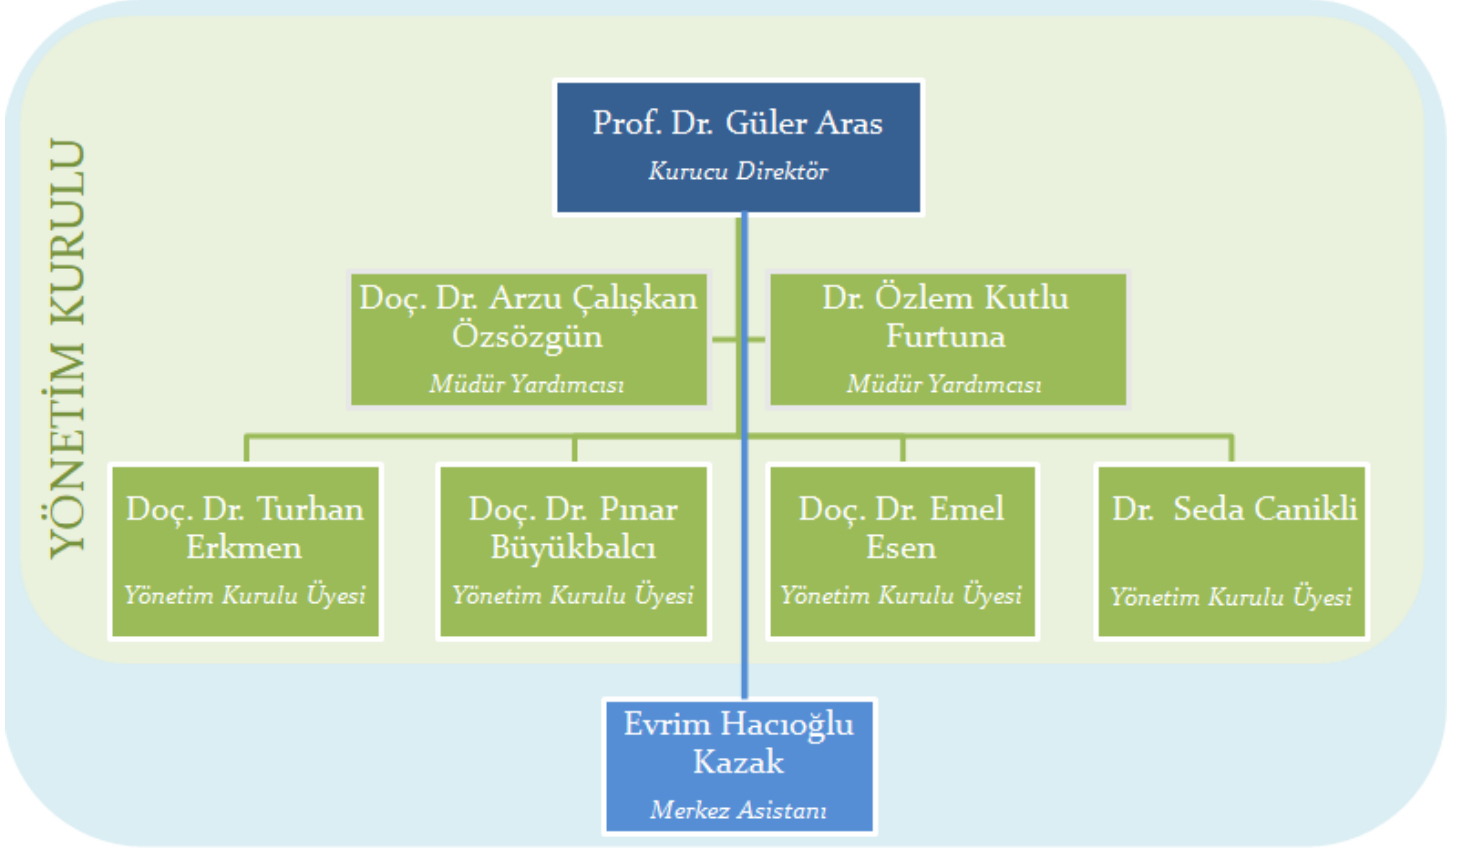 YÖNETİM KURULU
Prof. Dr. Güler Aras
Kurucu Direktör
Doç. Dr. Arzu Çalışkan
Özsözgün
Müdür Yardımcısı
Dr. Özlem Kutlu
Furtuna
Müdür Yardımcısı
Doç. Dr. Turhan
Erkmen
Yönetim Kurulu Üyesi
Doç. Dr. Pınar
Büyükbalcı
Yönetim Kurulu Üyesi
Doç. Dr. Emel
Esen
Yönetim Kurulu Üyesi
Dr. Seda Canikli
Yönetim Kurulu Üyesi
Evrim Hacıoğlu
Kazak
Merkez Asistanı